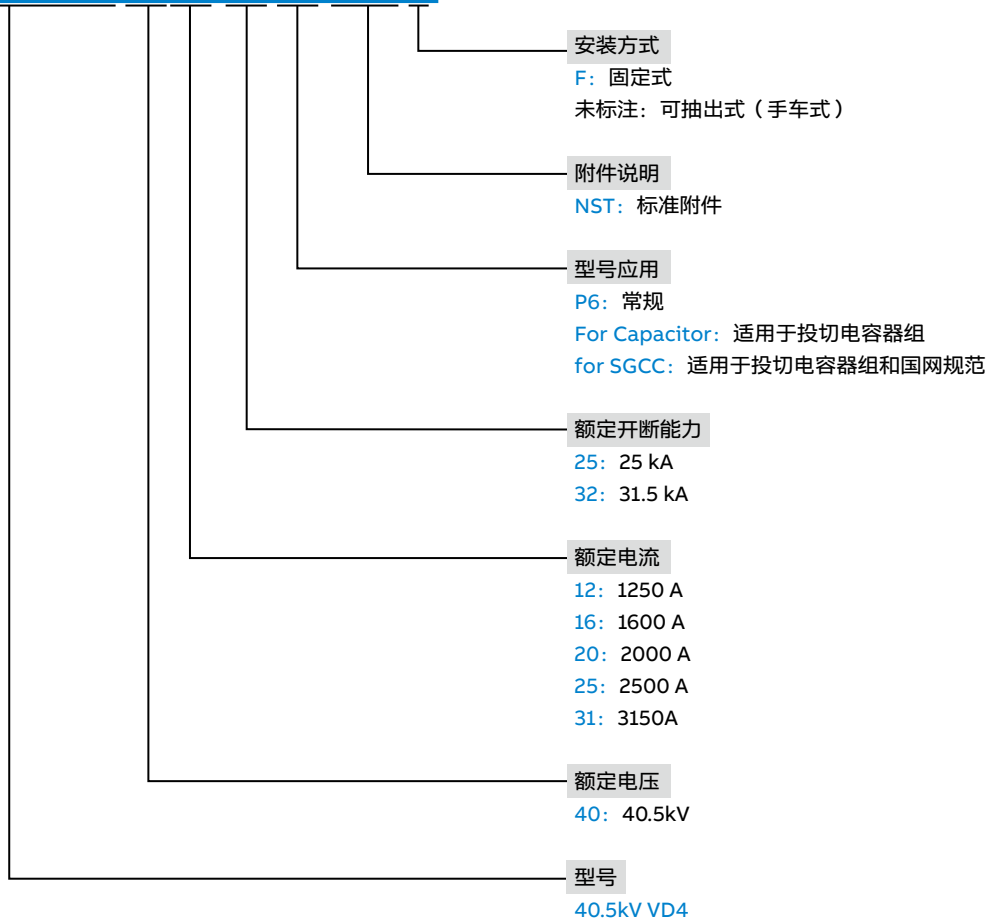 安装方式
F：固定式
未标注：可抽出式（手车式）
附件说明
NST：标准附件
型号应用
P6：常规
For Capacitor：适用于投切电容器组
for SGCC：适用于投切电容器组和国网规范
额定开断能力
25：25 kA
32：31.5 kA
额定电流
12：1250 A
16：1600 A
20：2000 A
25：2500 A
31：3150A
额定电压
40：40.5kV
型号
40.5kV VD4